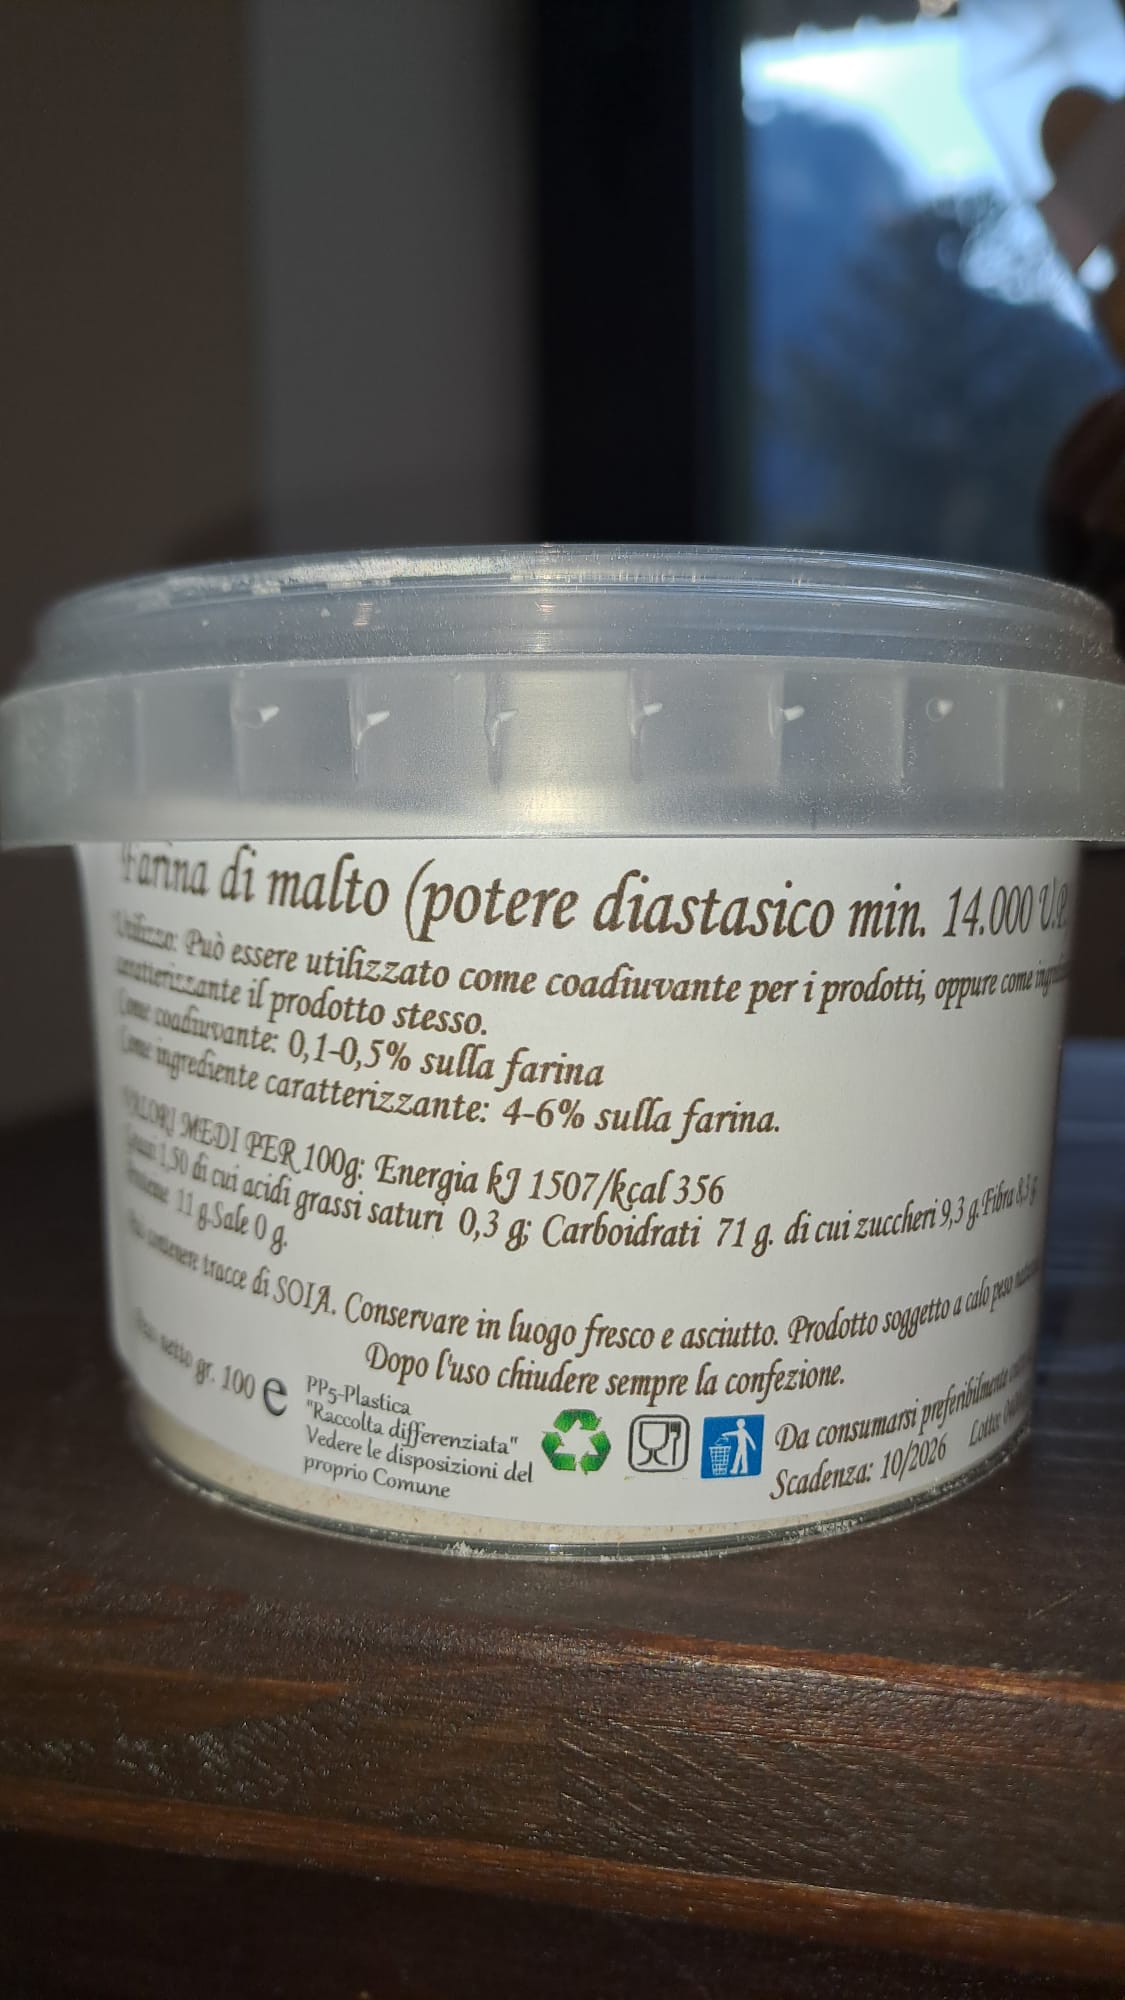 Farina di malto (potere diastasico min. 14.000 U.P.
Utilizzo: Può essere utilizzato come coadiuvante per i prodotti, oppure come
caratterizzante il prodotto stesso.
Come coadiuvante: 0,1-0,5% sulla farina
Come ingrediente caratterizzante: 4-6% sulla farina.
VALORI MEDI PER 100g: Energia kJ 1507/kcal 356
Grassi 1,50 di cui acidi grassi saturi 0,3 g; Carboidrati 71 g. di cui zuccheri 9,3 g. Fibra 8,3 g
Proteine 11 g. Sale 0 g.
Può contenere tracce di SOIA. Conservare in luogo fresco e asciutto. Prodotto soggetto a calo peso
Dopo l'uso chiudere sempre la confezione.
Peso netto gr. 100 e
PP5-Plastica
"Raccolta differenziata"
Vedere le disposizioni del
proprio Comune
Da consumarsi preferibilmente
Scadenza: 10/2026 Lotto: